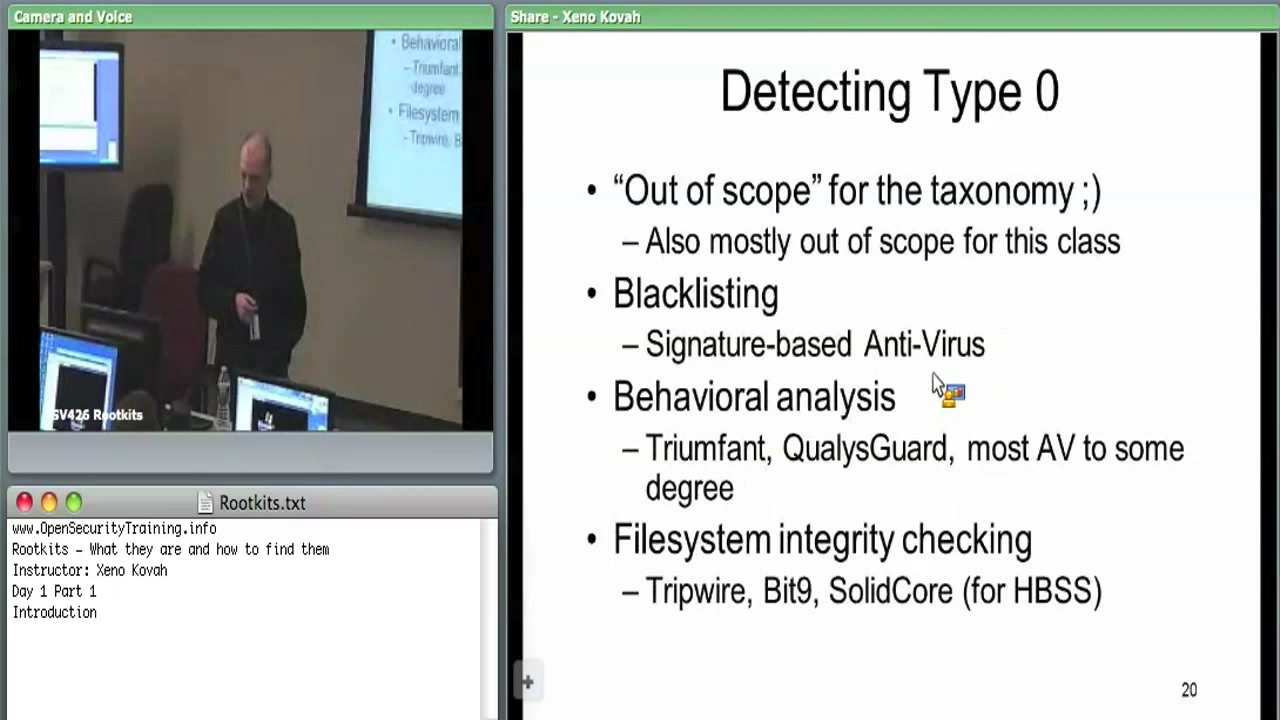 Camera and Voice
Behavioral
– Triumfant
degree
Filesystem
– Tripwire, B
SV426 Rootkits
Rootkits.txt
www.OpenSecurityTraining.info
Rootkits – What they are and how to find them
Instructor: Xeno Kovah
Day 1 Part 1
Introduction
Share - Xeno Kovah
Detecting Type 0
• “Out of scope” for the taxonomy ;)
– Also mostly out of scope for this class
• Blacklisting
– Signature-based Anti-Virus
• Behavioral analysis
– Triumfant, QualysGuard, most AV to some
degree
• Filesystem integrity checking
– Tripwire, Bit9, SolidCore (for HBSS)
20